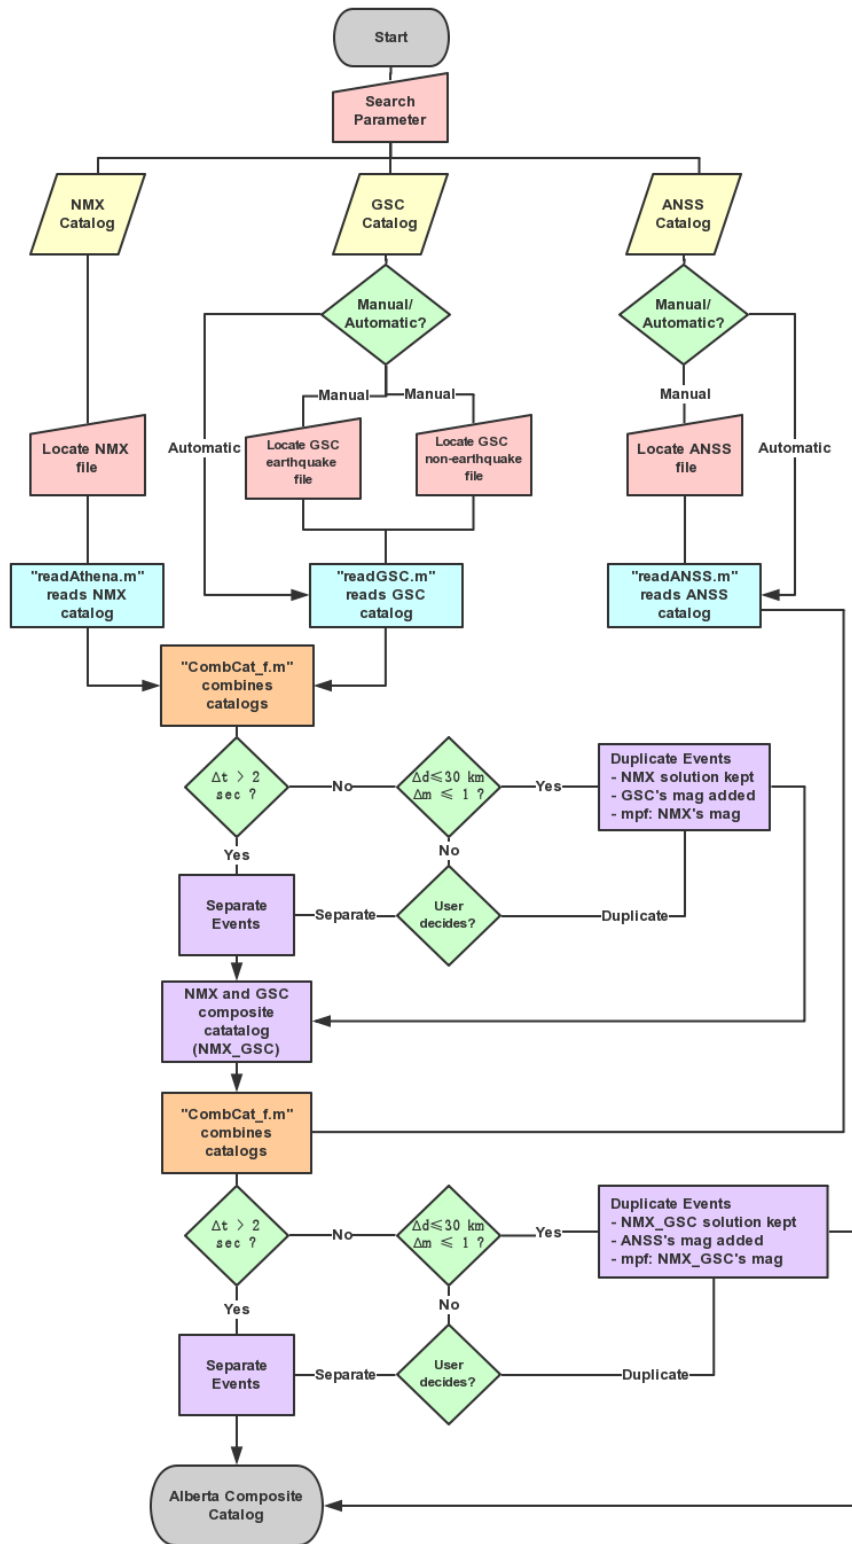 Start
Search
Parameter
NMX
Catalog
GSC
Catalog
ANSS
Catalog
Manual/
Automatic?
Manual/
Automatic?
Manual
Manual
Manual
Automatic
Automatic
Locate NMX
file
Locate GSC
earthquake
file
Locate GSC
non-earthquake
file
Locate ANSS
file
"readAthena.m"
reads NMX
catalog
"readGSC.m"
reads GSC
catalog
"readANSS.m"
reads ANSS
catalog
"CombCat_f.m"
combines
catalogs
Δt > 2
sec ?
No
Δd≤30 km
Δm ≤ 1 ?
Yes
Duplicate Events
- NMX solution kept
- GSC's mag added
- mpf: NMX's mag
Yes
No
Separate
Events
Separate
User
decides?
Duplicate
NMX and GSC
composite
catatalog
(NMX_GSC)
"CombCat_f.m"
combines
catalogs
Δt > 2
sec ?
No
Δd≤30 km
Δm ≤ 1 ?
Yes
Duplicate Events
- NMX_GSC solution kept
- ANSS's mag added
- mpf: NMX_GSC's mag
Yes
No
Separate
Events
Separate
User
decides?
Duplicate
Alberta Composite
Catalog